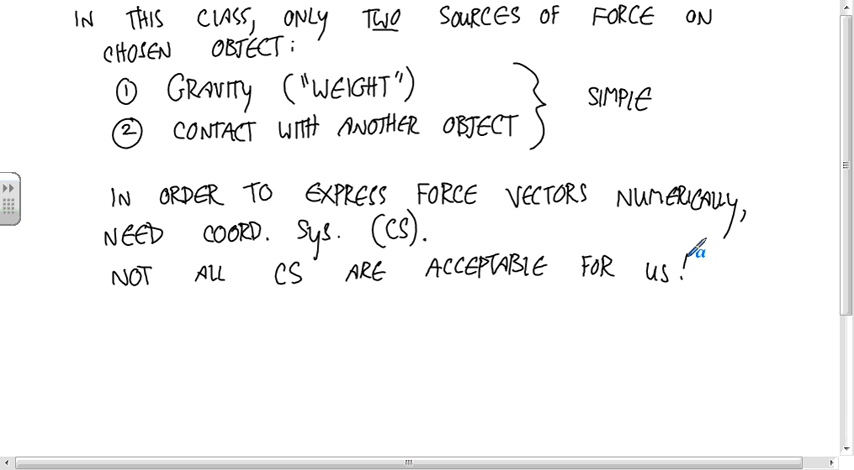 IN THIS CLASS, ONLY TWO SOURCES OF FORCE ON
CHOSEN OBJECT:
① GRAVITY ("WEIGHT")
② CONTACT WITH ANOTHER OBJECT
SIMPLE
IN ORDER TO EXPRESS FORCE VECTORS NUMERICALLY,
NEED COORD. SYS. (CS).
NOT ALL CS ARE ACCEPTABLE FOR US!